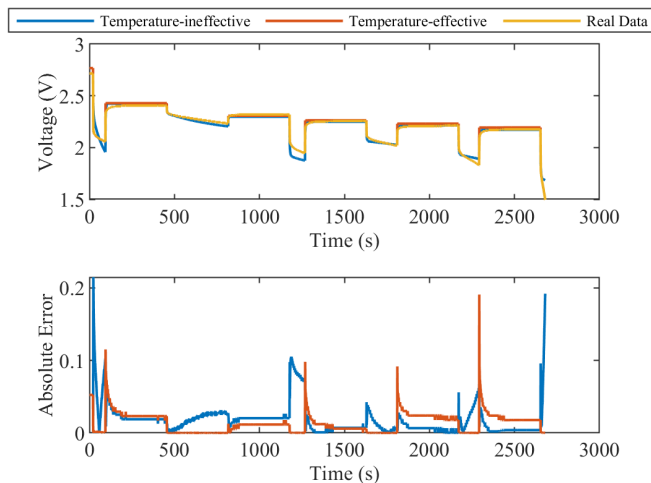 Temperature-ineffective Temperature-effective Real Data
3
2.5
2
1.5
Voltage (V)
0 500 1000 1500 2000 2500 3000
Time (s)
0.2
0.1
0
Absolute Error
0 500 1000 1500 2000 2500 3000
Time (s)